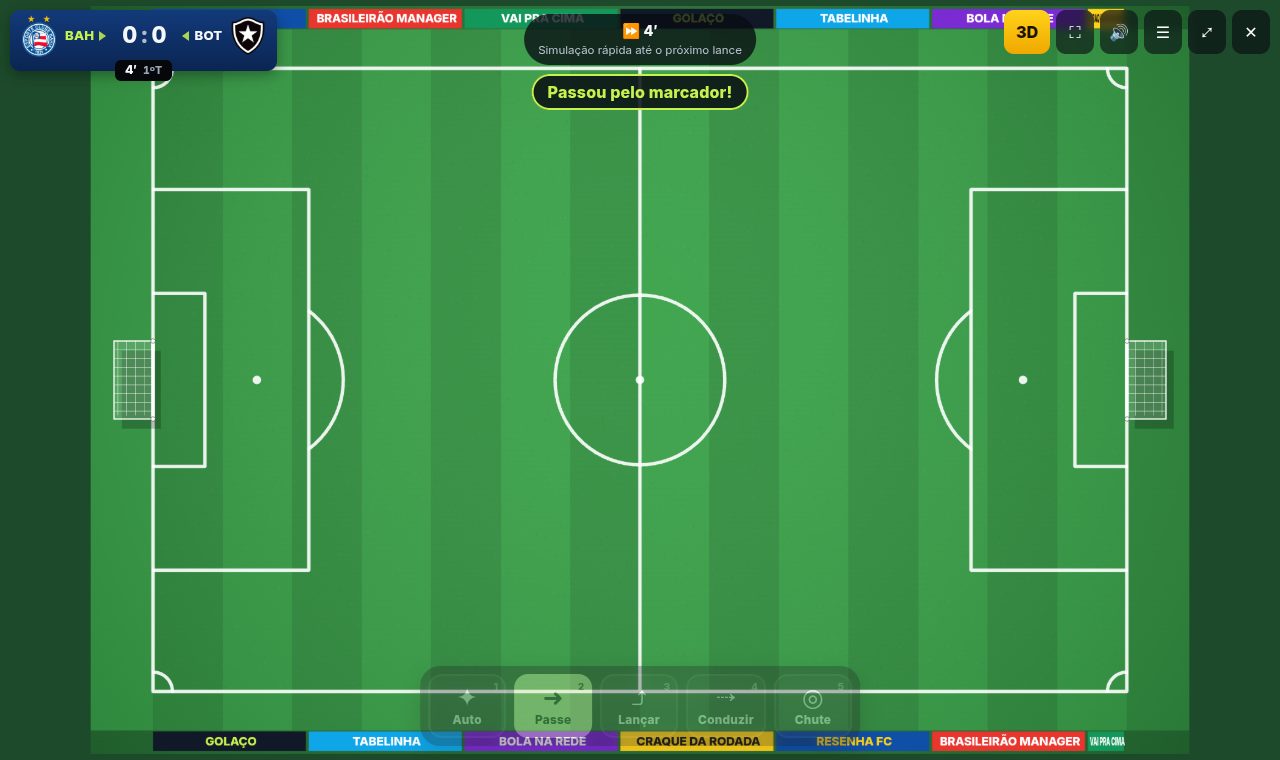 BAH 0:0 BOT
4' 1ºT
BRASILEIRÃO MANAGER VAI PRA CIMA GOLAÇO TABELINHA
⏩ 4'
Simulação rápida até o próximo lance
3D
Passou pelo marcador!
1 Auto
2 Passe
3 Lançar
4 Conduzir
5 Chute
GOLAÇO TABELINHA BOLA NA REDE CRAQUE DA RODADA RESENHA FC BRASILEIRÃO MANAGER VAI PRA CIMA